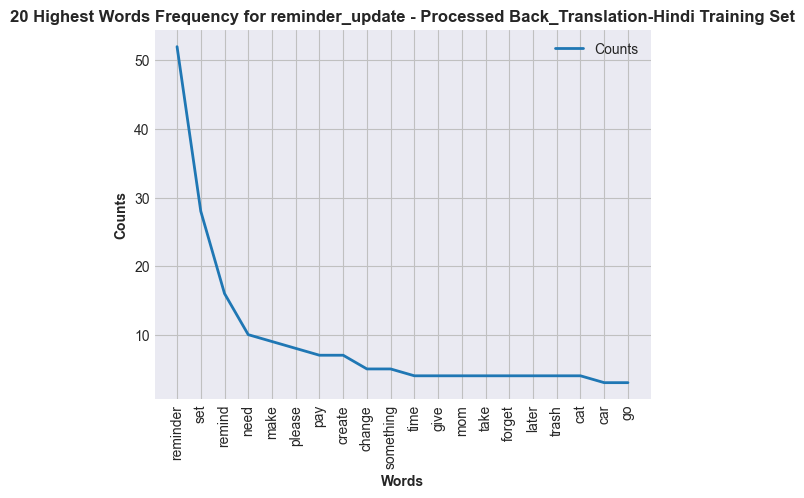 20 Highest Words Frequency for reminder_update - Processed Back_Translation-Hindi Training Set
Counts
50
40
30
20
10
Counts
reminder
set
remind
need
make
please
pay
create
change
something
time
give
mom
take
forget
later
trash
cat
car
go
Words